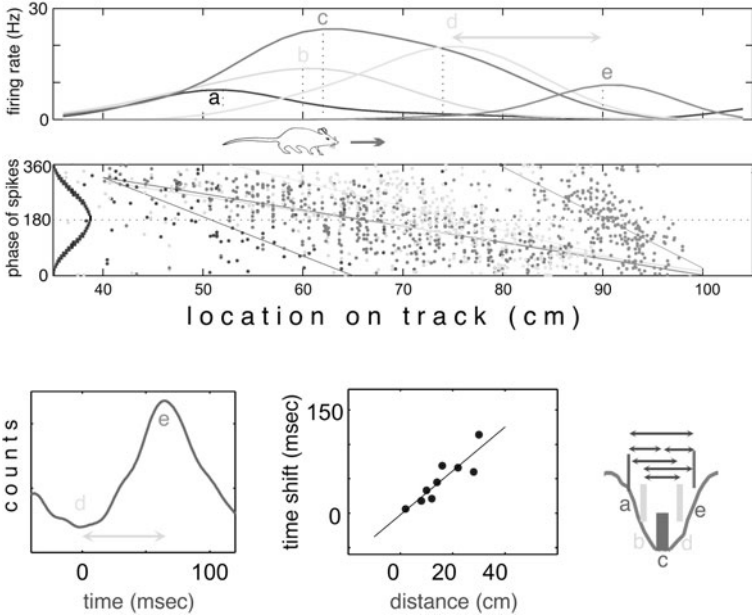 30
firing rate (Hz)
0
a
b
c
d
e
360
phase of spikes
180
0
35 40 50 60 70 80 90 100
location on track (cm)
counts
d
e
0 100
time (msec)
150
time shift (msec)
0
0 20 40
distance (cm)
a
b
c
d
e